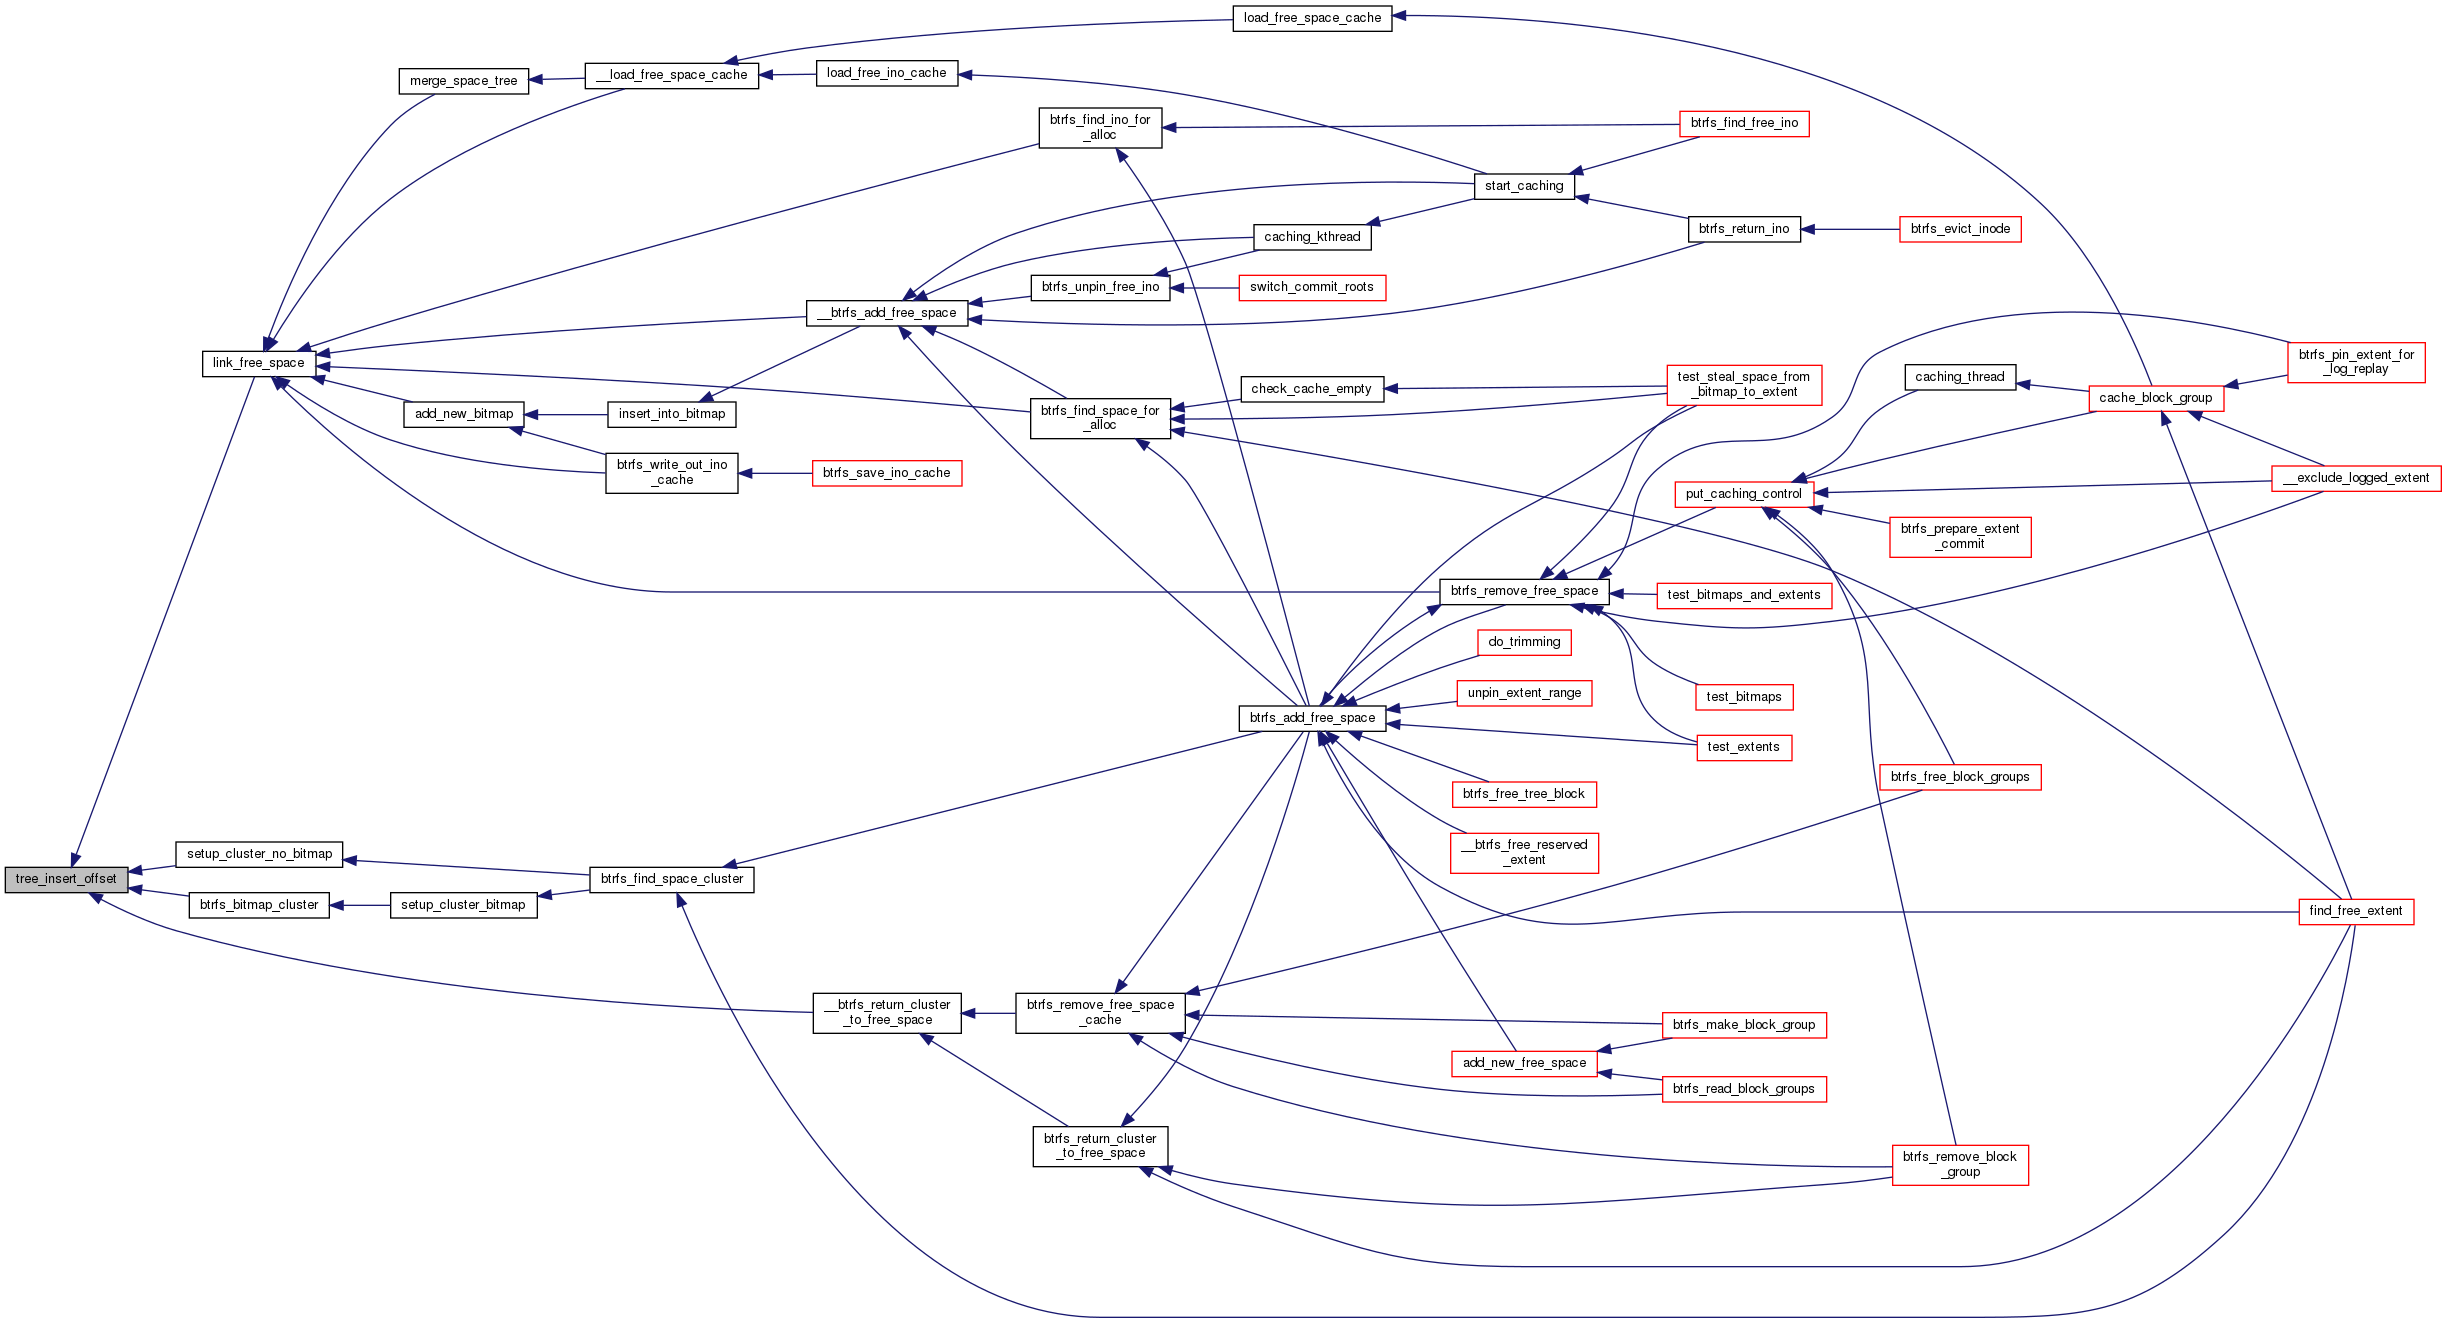 load_free_space_cache
merge_space_tree
__load_free_space_cache
load_free_ino_cache
btrfs_find_ino_for
_alloc
btrfs_find_free_ino
start_caching
caching_kthread
btrfs_return_ino
btrfs_evict_inode
btrfs_unpin_free_ino
switch_commit_roots
__btrfs_add_free_space
link_free_space
btrfs_pin_extent_for
_log_replay
test_steal_space_from
bitmap_to_extent
caching_thread
check_cache_empty
cache_block_group
add_new_bitmap
insert_into_bitmap
btrfs_find_space_for
_alloc
btrfs_write_out_ino
_cache
btrfs_save_ino_cache
put_caching_control
__exclude_logged_extent
btrfs_prepare_extent
_commit
btrfs_remove_free_space
test_bitmaps_and_extents
do_trimming
unpin_extent_range
test_bitmaps
btrfs_add_free_space
test_extents
btrfs_free_tree_block
btrfs_free_block_groups
__btrfs_free_reserved
_extent
setup_cluster_no_bitmap
tree_insert_offset
btrfs_find_space_cluster
btrfs_bitmap_cluster
setup_cluster_bitmap
find_free_extent
__btrfs_return_cluster
_to_free_space
btrfs_remove_free_space
_cache
btrfs_make_block_group
add_new_free_space
btrfs_read_block_groups
btrfs_return_cluster
_to_free_space
btrfs_remove_block
_group